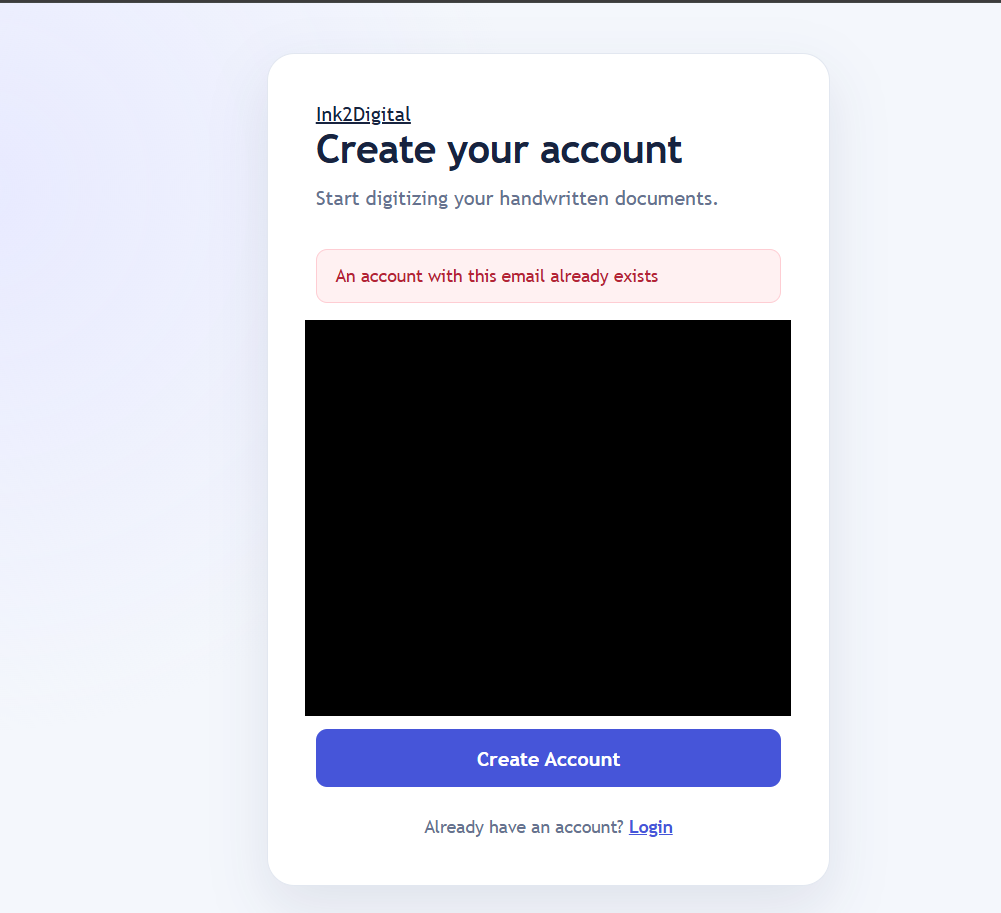 Ink2Digital
Create your account
Start digitizing your handwritten documents.
An account with this email already exists
Create Account
Already have an account? Login